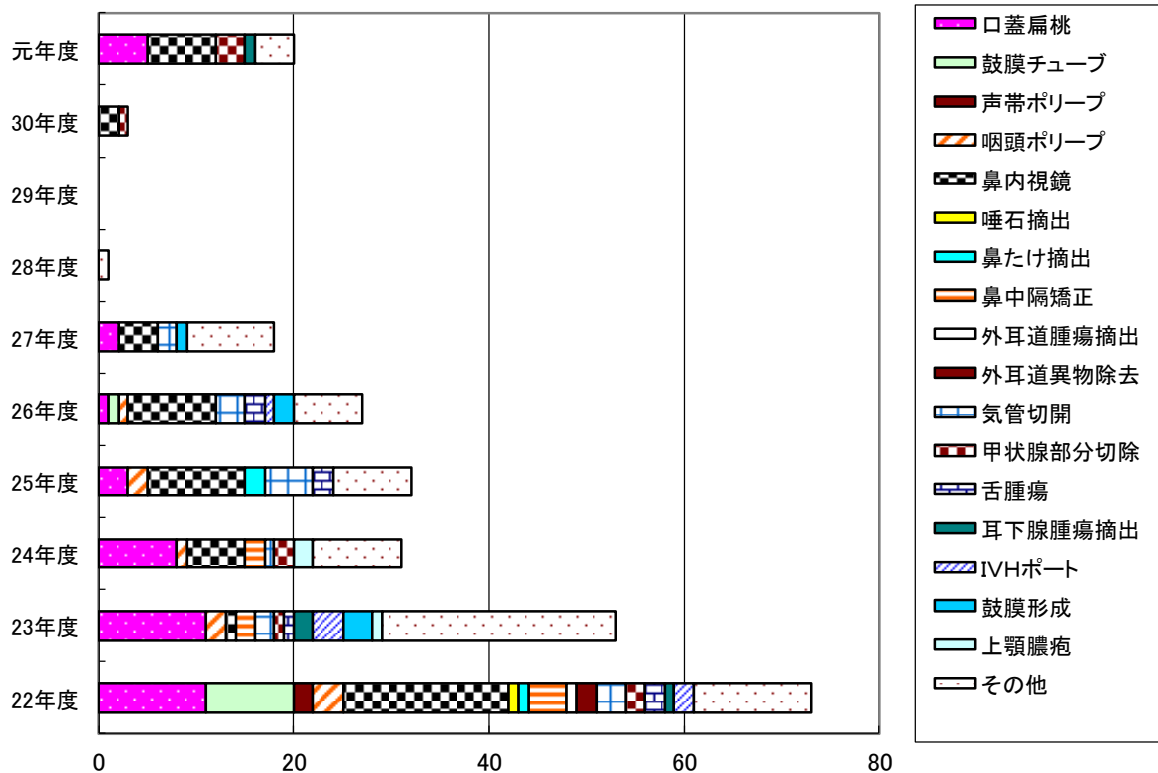 元年度
30年度
29年度
28年度
27年度
26年度
25年度
24年度
23年度
22年度
0 20 40 60 80
口蓋扁桃
鼓膜チューブ
声帯ポリープ
咽頭ポリープ
鼻内視鏡
唾石摘出
鼻たけ摘出
鼻中隔矯正
外耳道腫瘍摘出
外耳道異物除去
気管切開
甲状腺部分切除
舌腫瘍
耳下腺腫瘍摘出
IVHポート
鼓膜形成
上顎膿疱
その他